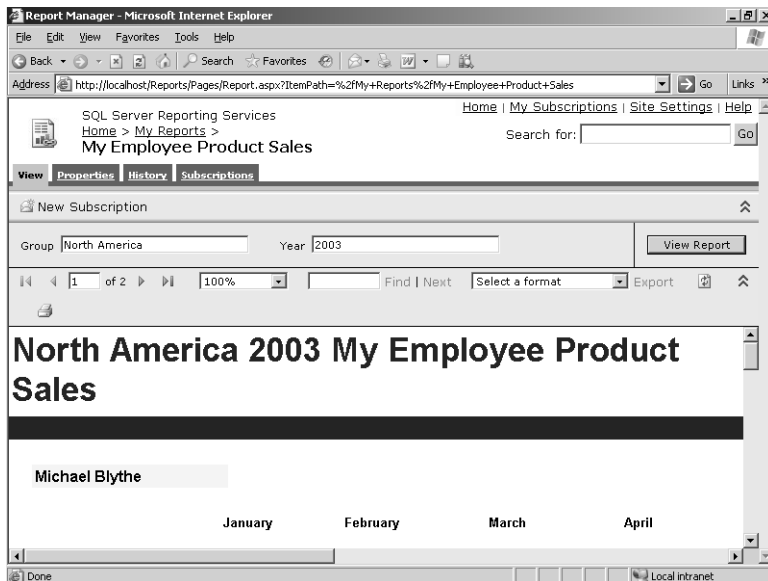 Report Manager - Microsoft Internet Explorer
File Edit View Favorites Tools Help
Back Search Favorites
Address http://localhost/Reports/Pages/Report.aspx?ItemPath=%2fMy+Reports%2fMy+Employee+Product+Sales Go Links »
SQL Server Reporting Services
Home | My Subscriptions | Site Settings | Help
Home > My Reports >
Search for: Go
My Employee Product Sales
View Properties History Subscriptions
New Subscription
Group North America Year 2003 View Report
1 of 2 100% Find | Next Select a format Export
North America 2003 My Employee Product
Sales
Michael Blythe
January February March April
Done Local intranet